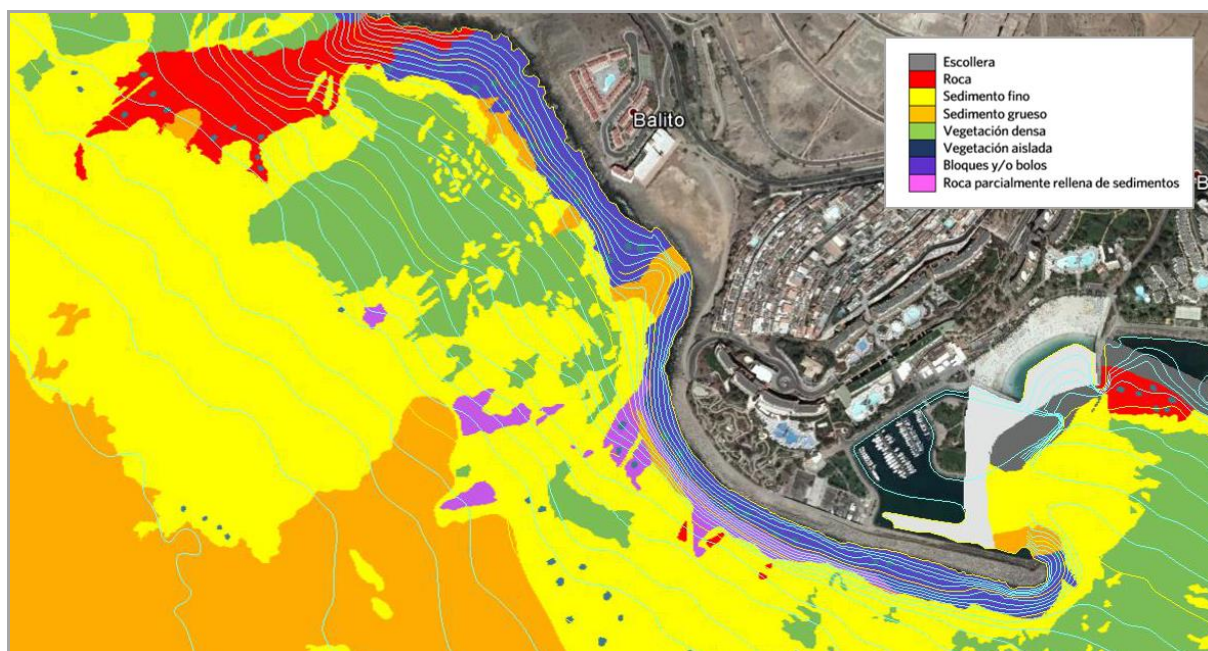 Escollera
Roca
Balito
Sedimento fino
Sedimento grueso
Vegetación densa
Vegetación aislada
Bloques y/o bolos
Roca parcialmente rellena de sedimentos
B